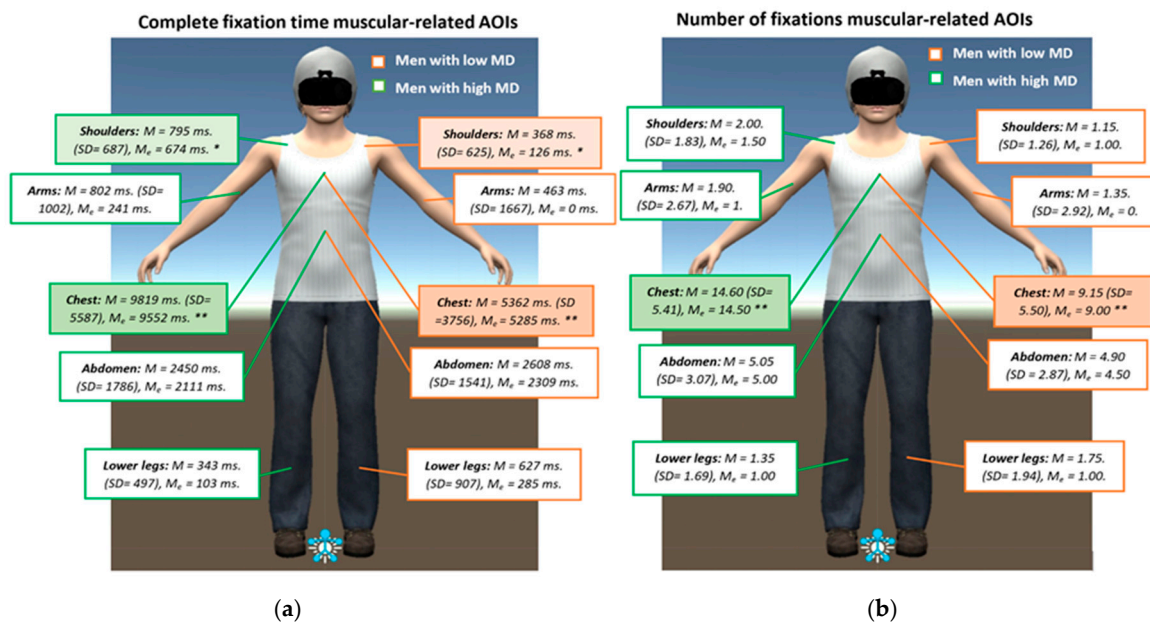 Complete fixation time muscular-related AOIs
Men with low MD
Men with high MD
Shoulders: M = 795 ms.
(SD= 687), Me = 674 ms. *
Shoulders: M = 368 ms.
(SD= 625), Me = 126 ms. *
Arms: M = 802 ms. (SD=
1002), Me = 241 ms.
Arms: M = 463 ms. (SD=
1667), Me = 0 ms.
Chest: M = 9819 ms. (SD=
5587), Me = 9552 ms. **
Chest: M = 5362 ms. (SD
=3756), Me = 5285 ms. **
Abdomen: M = 2450 ms.
(SD= 1786), Me = 2111 ms.
Abdomen: M = 2608 ms.
(SD= 1541), Me = 2309 ms.
Lower legs: M = 343 ms.
(SD= 497), Me = 103 ms.
Lower legs: M = 627 ms.
(SD= 907), Me = 285 ms.
(a)
Number of fixations muscular-related AOIs
Men with low MD
Men with high MD
Shoulders: M = 2.00.
(SD= 1.83), Me = 1.50
Shoulders: M = 1.15.
(SD= 1.26), Me = 1.00.
Arms: M = 1.90.
(SD= 2.67), Me = 1.
Arms: M = 1.35.
(SD= 2.92), Me = 0.
Chest: M = 14.60 (SD=
5.41), Me = 14.50 **
Chest: M = 9.15 (SD=
5.50), Me = 9.00 **
Abdomen: M = 5.05
(SD= 3.07), Me = 5.00
Abdomen: M = 4.90
(SD = 2.87), Me = 4.50
Lower legs: M = 1.35
(SD= 1.69), Me = 1.00
Lower legs: M = 1.75.
(SD= 1.94), Me = 1.00.
(b)